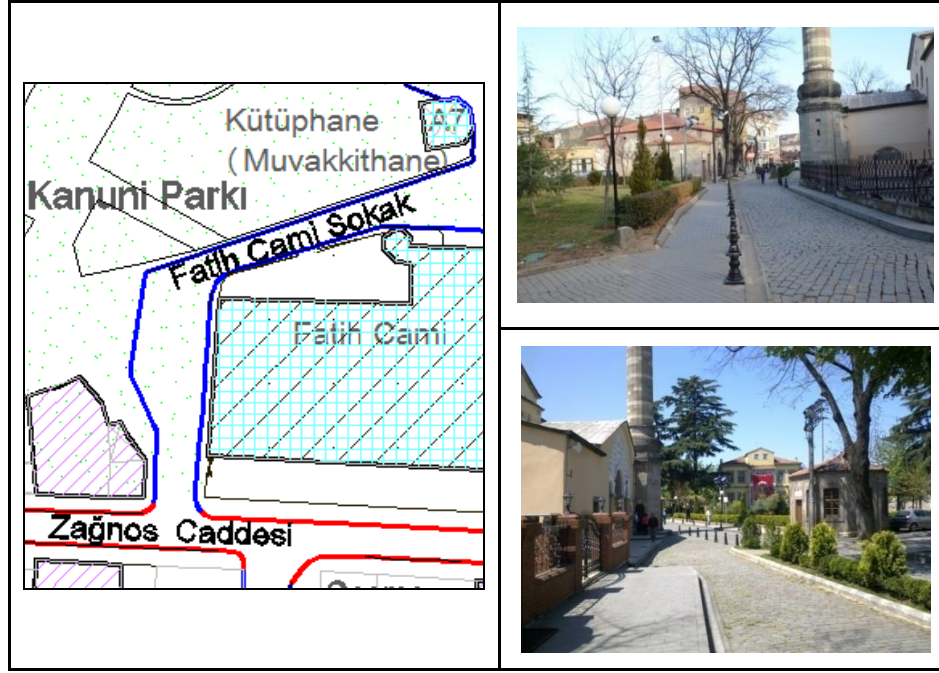 A7
Kütüphane
(Muvakkithane)
Kanuni Parkı
Fatih Cami Sokak
Fatih Cami
Zağnos Caddesi